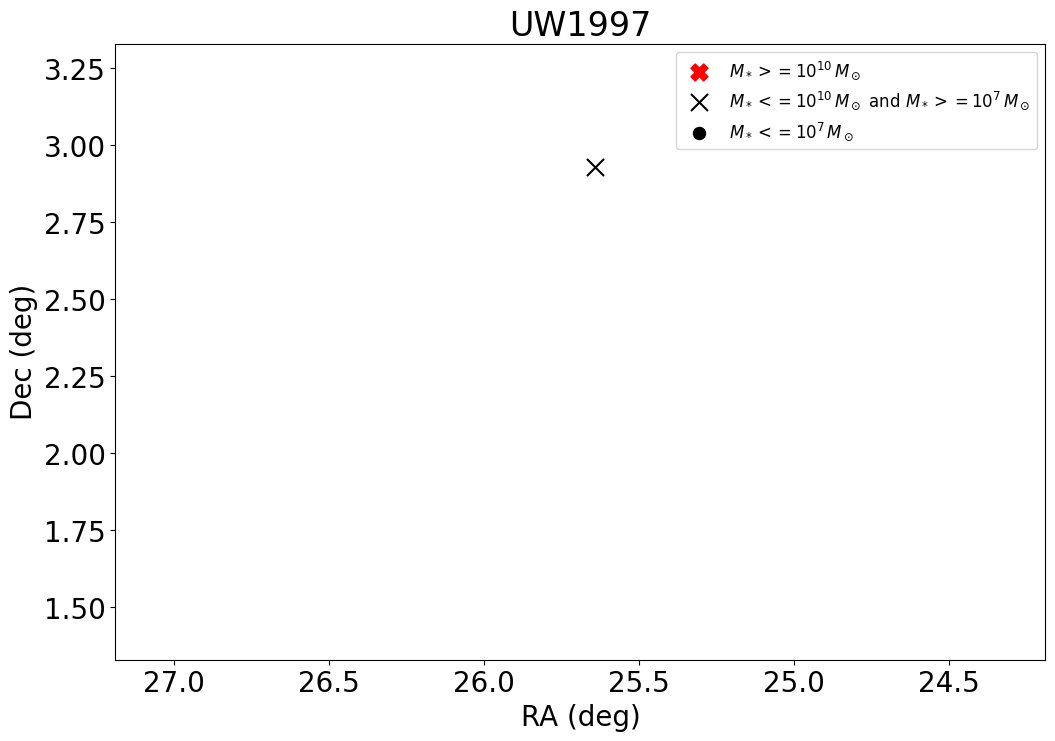 UW1997
M* >= 10^10 M⊙
M* <= 10^10 M⊙ and M* >= 10^7 M⊙
M* <= 10^7 M⊙
3.25
3.00
2.75
2.50
2.25
2.00
1.75
1.50
Dec (deg)
27.0 26.5 26.0 25.5 25.0 24.5
RA (deg)